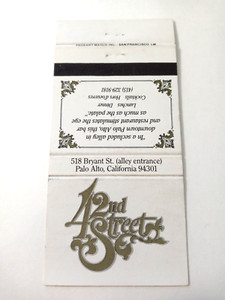 "In a secluded alley in
downtown Palo Alto, this bar
and restaurant stimulates the eye
as much as the palate."
Lunches Dinner
Cocktails Hors d'oeuvres
(415) 329-9191
518 Bryant St. (alley entrance)
Palo Alto, California 94301
42nd
Street